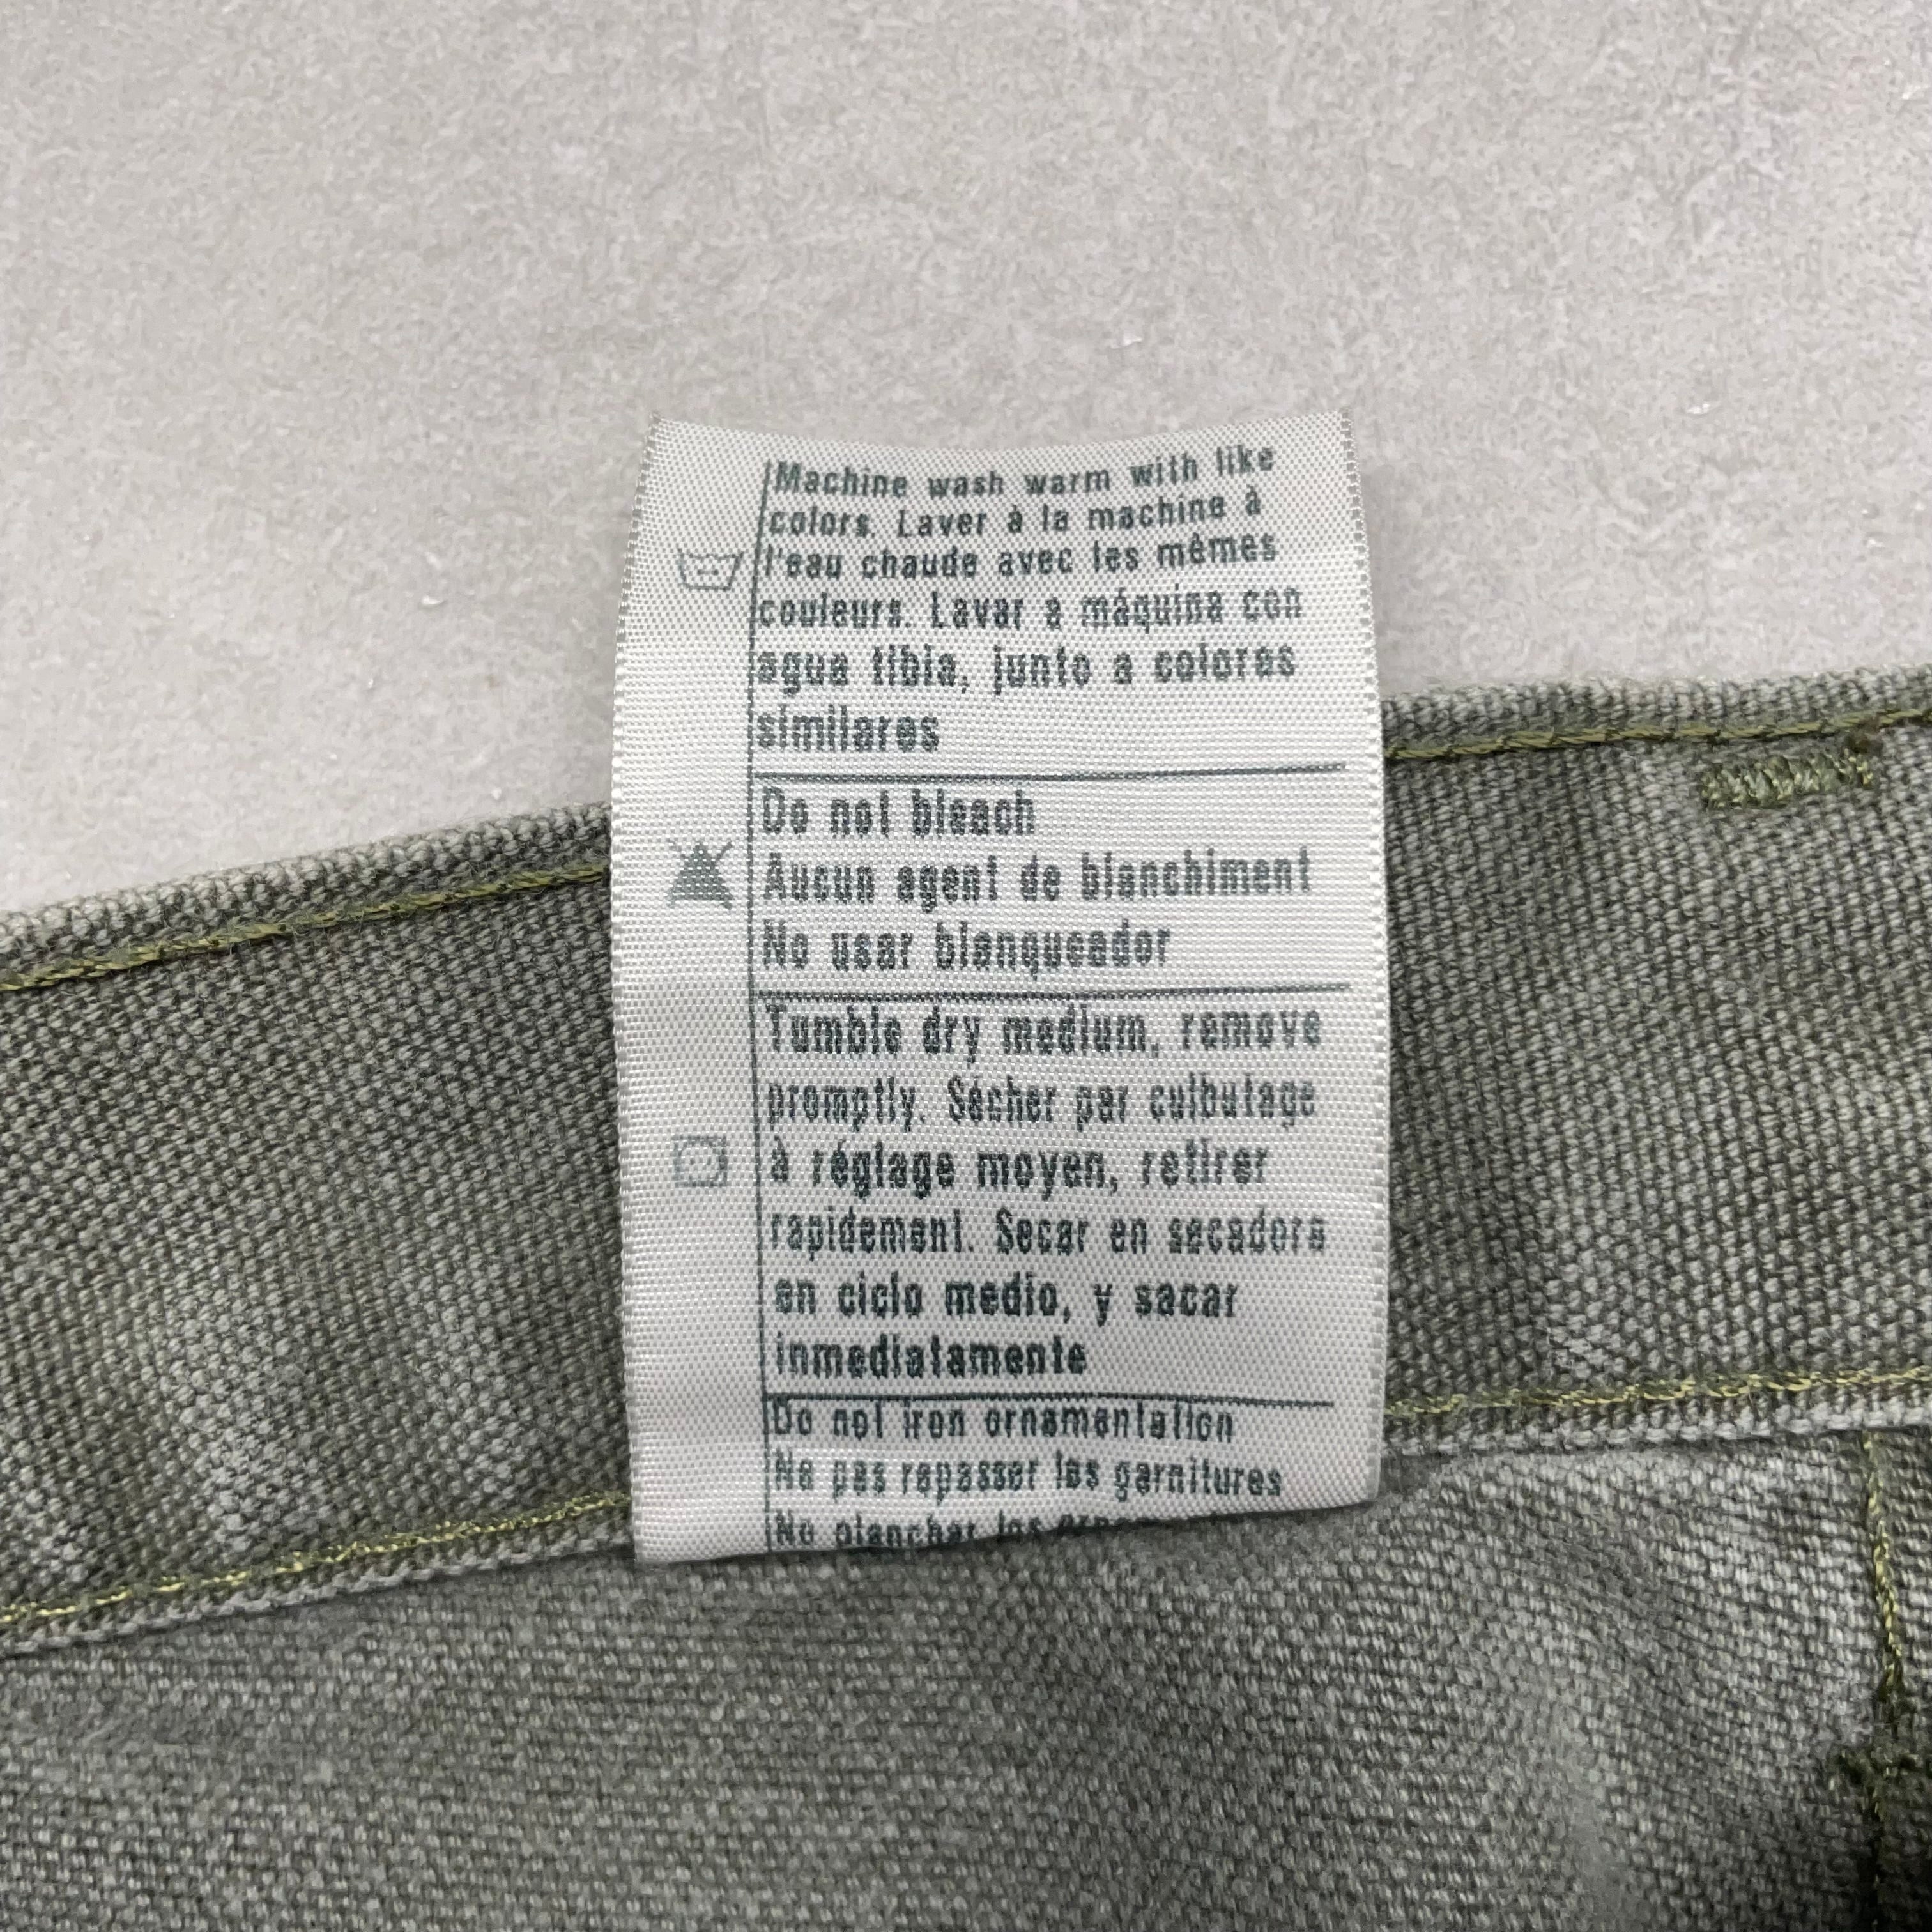 Machine wash warm with like
colors. Laver à la machine à
l'eau chaude avec les mêmes
couleurs. Lavar a máquina con
agua tibia, junto a colores
similares
Do not bleach
Aucun agent de blanchiment
No usar blanqueador
Tumble dry medium, remove
promptly. Sécher par culbutage
à réglage moyen, retirer
rapidement. Secar en secadora
en ciclo medio, y sacar
inmediatamente
Do not iron ornamentation
Ne pas repasser les garnitures
No planchar los